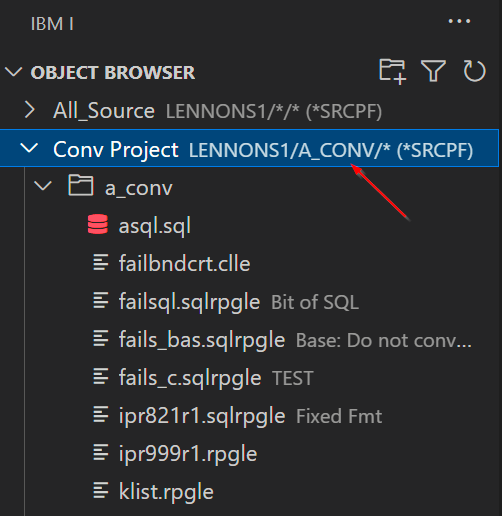 IBM I
OBJECT BROWSER
All_Source LENNONS1/*/* (*SRCPF)
Conv Project LENNONS1/A_CONV/* (*SRCPF)
a_conv
asql.sql
failbndcrt.clle
failsql.sqlrpgle Bit of SQL
fails_bas.sqlrpgle Base: Do not conv...
fails_c.sqlrpgle TEST
ipr821r1.sqlrpgle Fixed Fmt
ipr999r1.rpgle
klist.rpgle